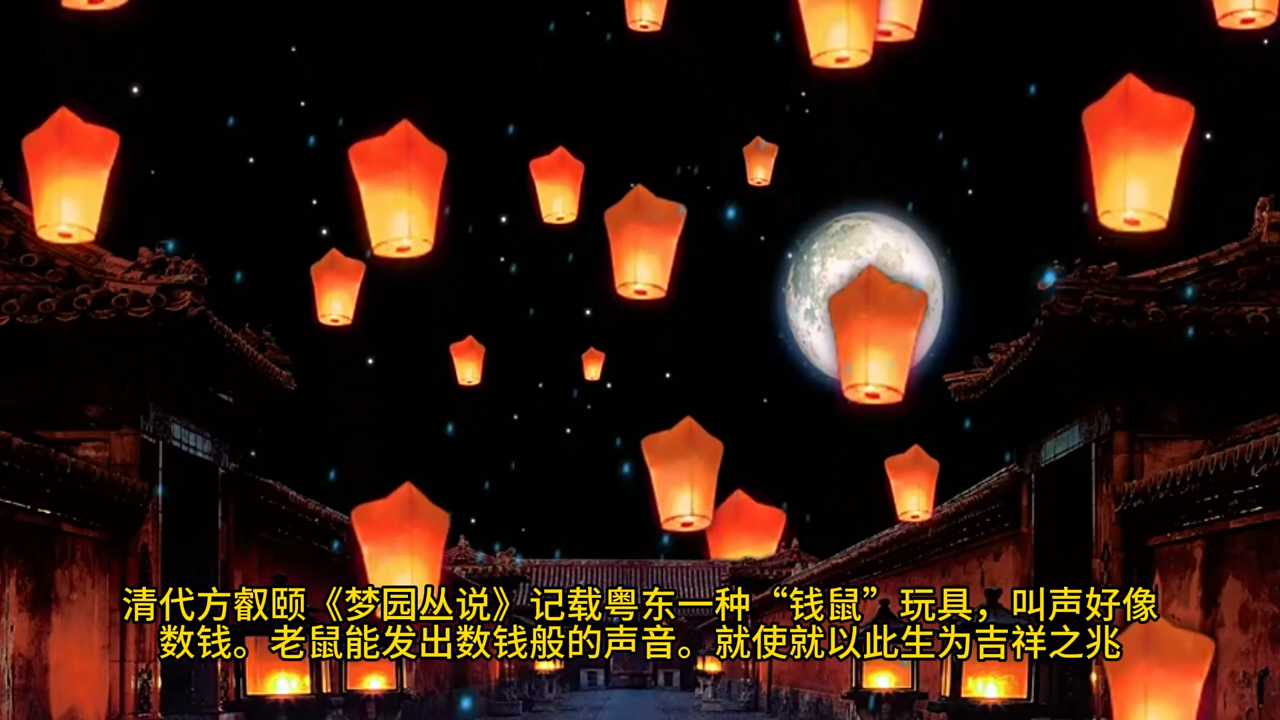 清代方叡颐《梦园丛说》记载粤东一种“钱鼠”玩具，叫声好像
数钱。老鼠能发出数钱般的声音。就使就以此生为吉祥之兆